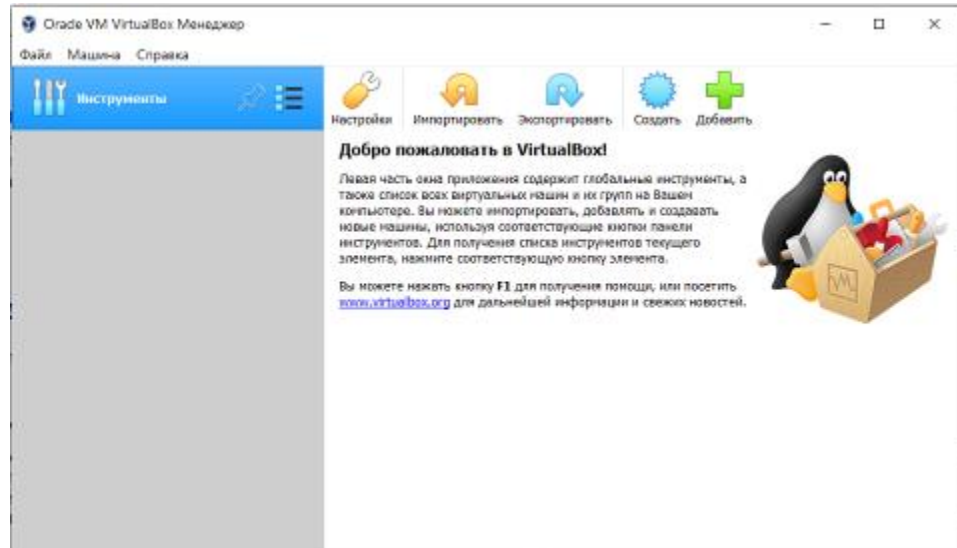 Oracle VM VirtualBox Менеджер
Файл Машина Справка
Инструменты
Настройки Импортировать Экспортировать Создать Добавить
Добро пожаловать в VirtualBox!
Левая часть окна приложения содержит глобальные инструменты, а
также список всех виртуальных машин и их групп на Вашем
компьютере. Вы можете импортировать, добавлять и создавать
новые машины, используя соответствующие кнопки панели
инструментов. Для получения списка инструментов текущего
элемента, нажмите соответствующую кнопку элемента.
Вы можете нажать кнопку F1 для получения помощи, или посетить
www.virtualbox.org для дальнейшей информации и свежих новостей.